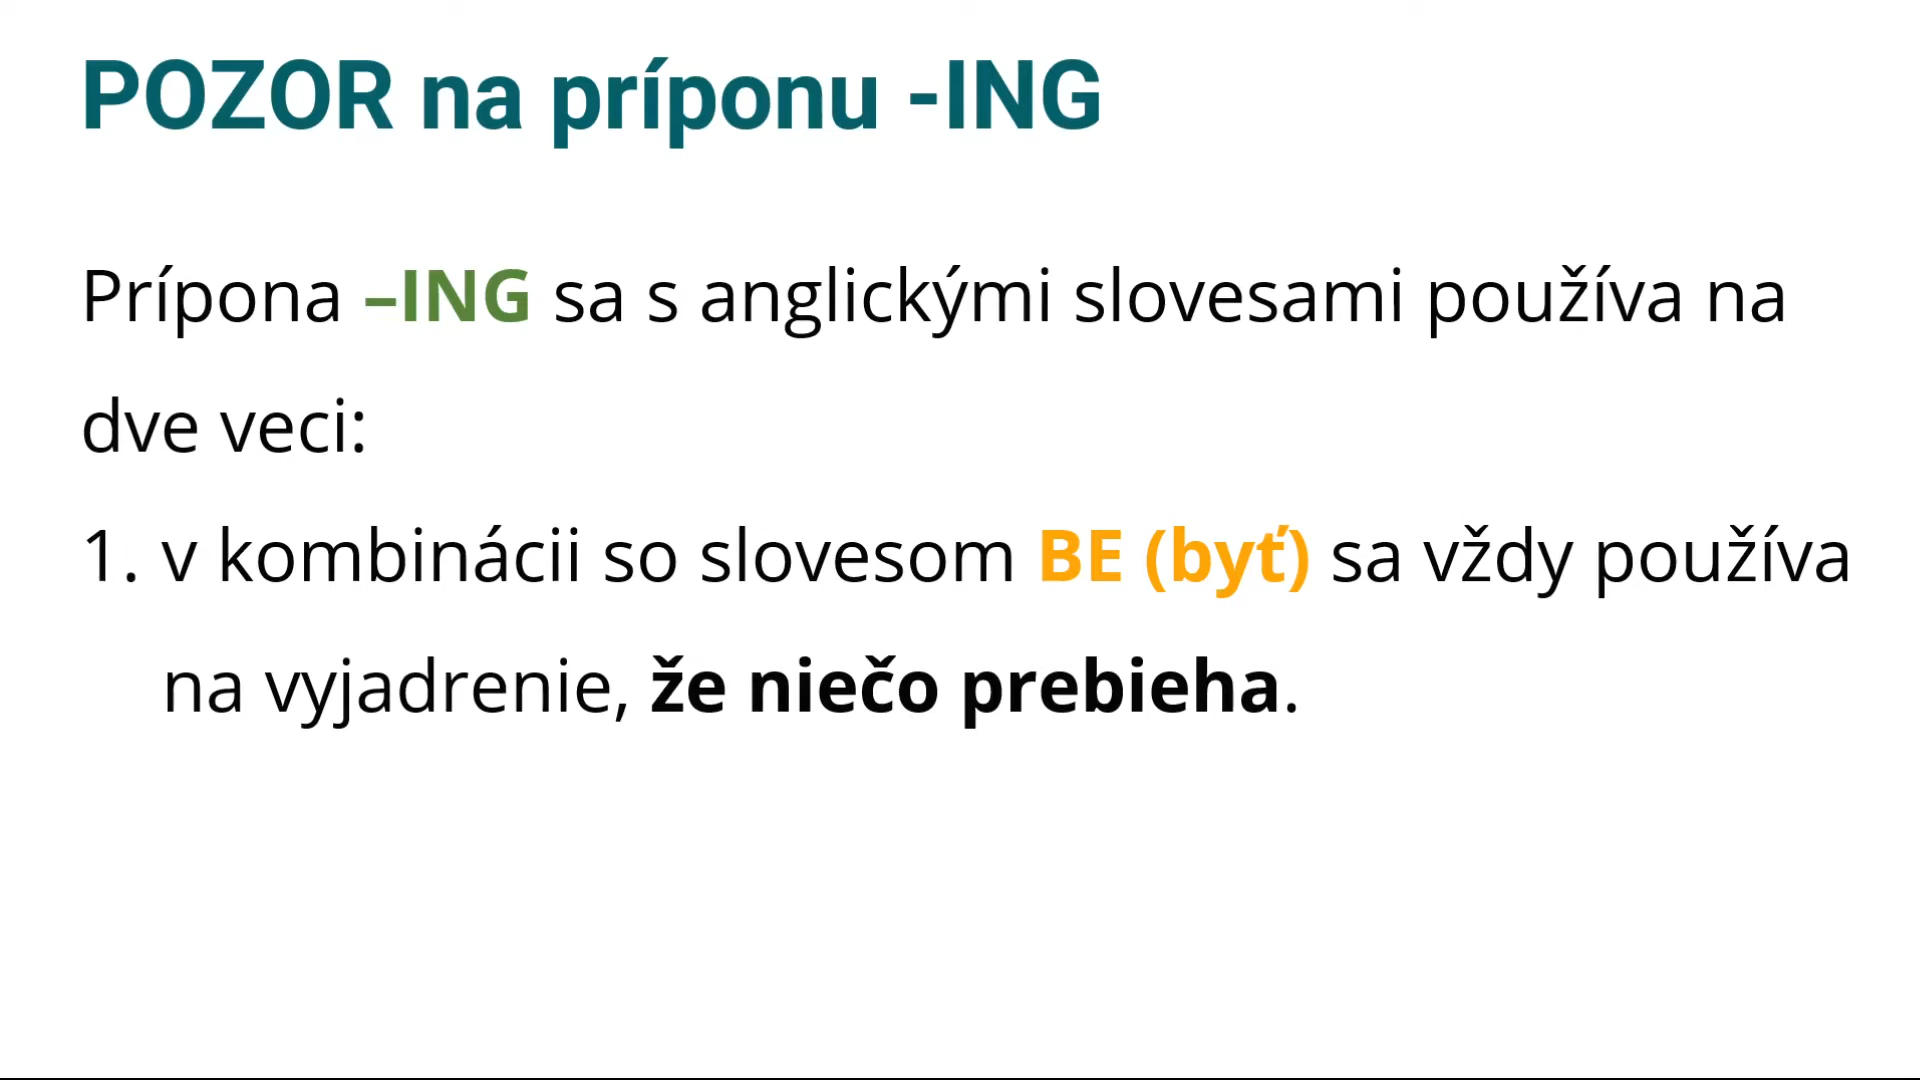 POZOR na príponu -ING
Prípona –ING sa s anglickými slovesami používa na
dve veci:
1. v kombinácii so slovesom BE (byť) sa vždy používa
na vyjadrenie, že niečo prebieha.